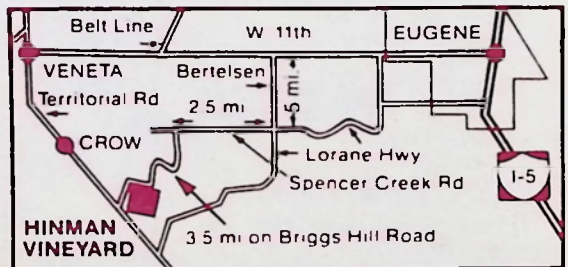 Belt Line
W 11th
EUGENE
VENETA
Bertelsen
Territorial Rd
2 5 mi
5 mi.
CROW
Lorane Hwy
Spencer Creek Rd
I-5
HINMAN
VINEYARD
3 5 mi on Briggs Hill Road